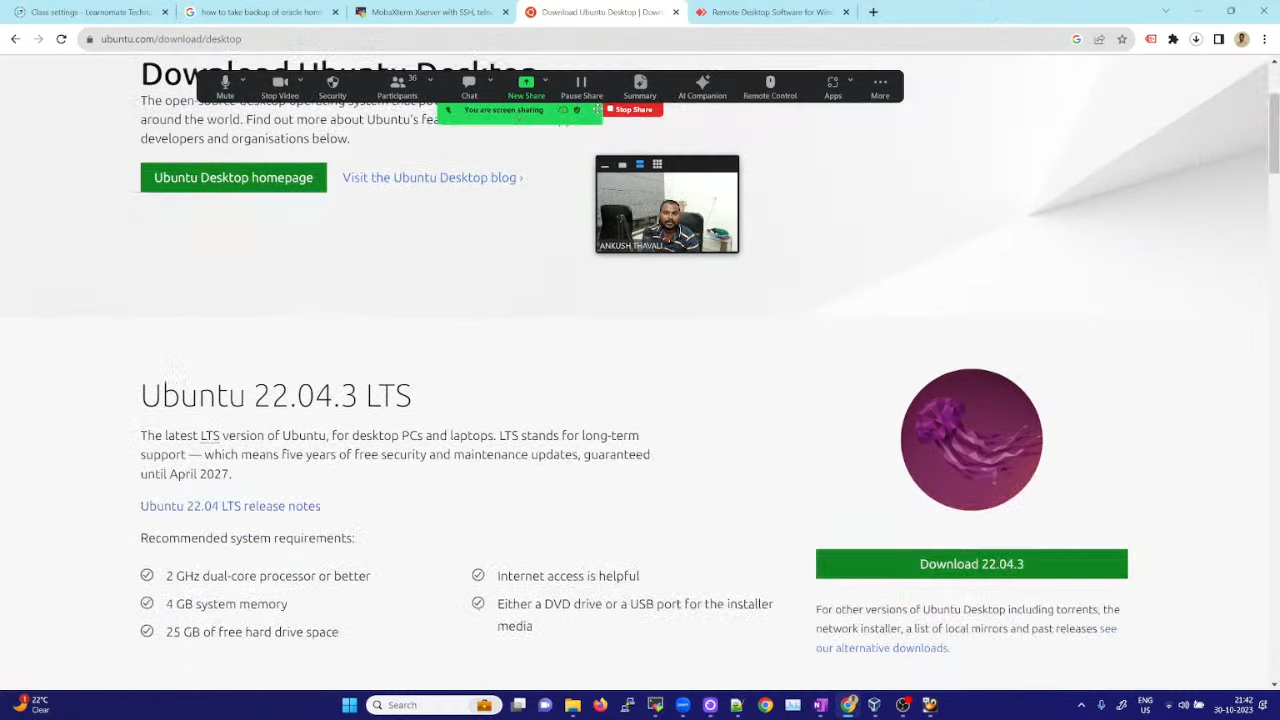 Class settings - Learnomate Techn
how to take backup of oracle hom
MobaXterm Xserver with SSH, teln
Download Ubuntu Desktop | Dow
Remote Desktop Software for Win
ubuntu.com/download/desktop
Download Ubuntu Desktop
36
Mute
Stop Video
Security
Participants
Chat
New Share
Pause Share
Summary
AI Companion
Remote Control
Apps
More
The open
You are screen sharing
Stop Share
around the world. Find out more about Ubuntu's fea
developers and organisations below.
Ubuntu Desktop homepage
Visit the Ubuntu Desktop blog ›
ANKUSH THAVALI
Ubuntu 22.04.3 LTS
The latest LTS version of Ubuntu, for desktop PCs and laptops. LTS stands for long-term
support — which means five years of free security and maintenance updates, guaranteed
until April 2027.
Ubuntu 22.04 LTS release notes
Recommended system requirements:
2 GHz dual-core processor or better
4 GB system memory
25 GB of free hard drive space
Internet access is helpful
Either a DVD drive or a USB port for the installer
media
Download 22.04.3
For other versions of Ubuntu Desktop including torrents, the
network installer, a list of local mirrors and past releases see
our alternative downloads.
1
22°C
Clear
Search
ENG
US
21:42
30-10-2023